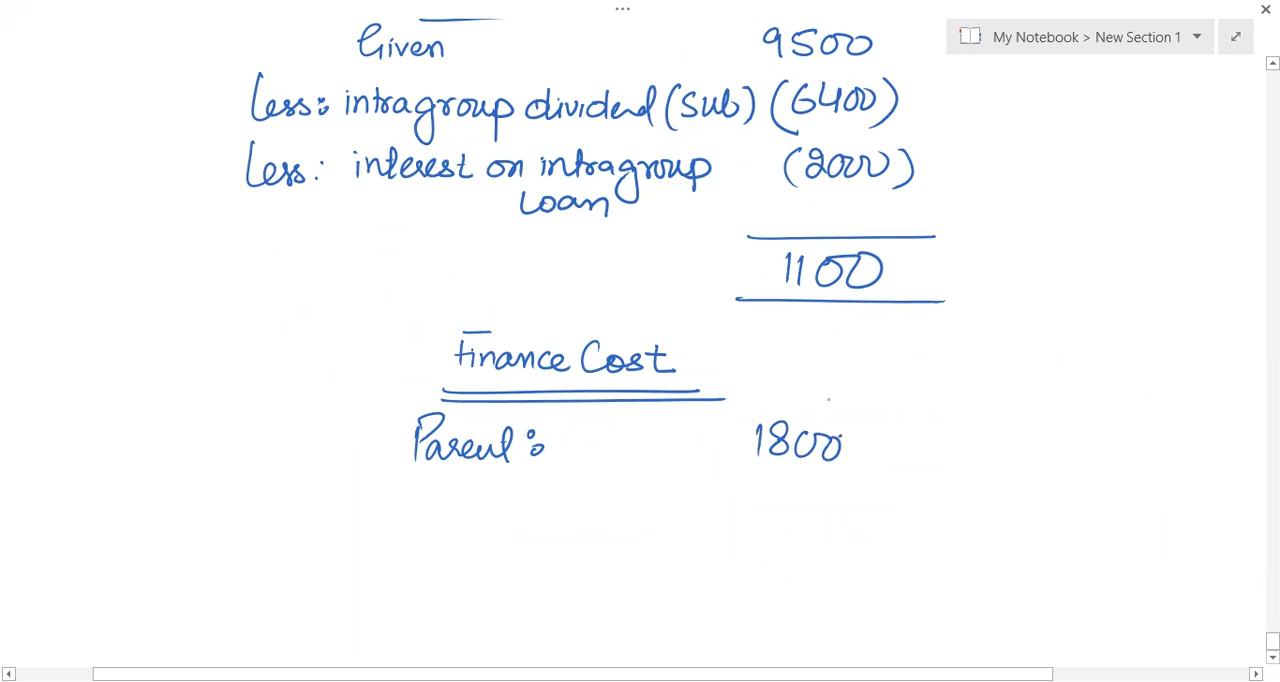 My Notebook > New Section 1
Given 9500
Less: intragroup dividend (sub) (6400)
Less: interest on intragroup (2000)
Loan
1100
Finance Cost
Parent: 1800